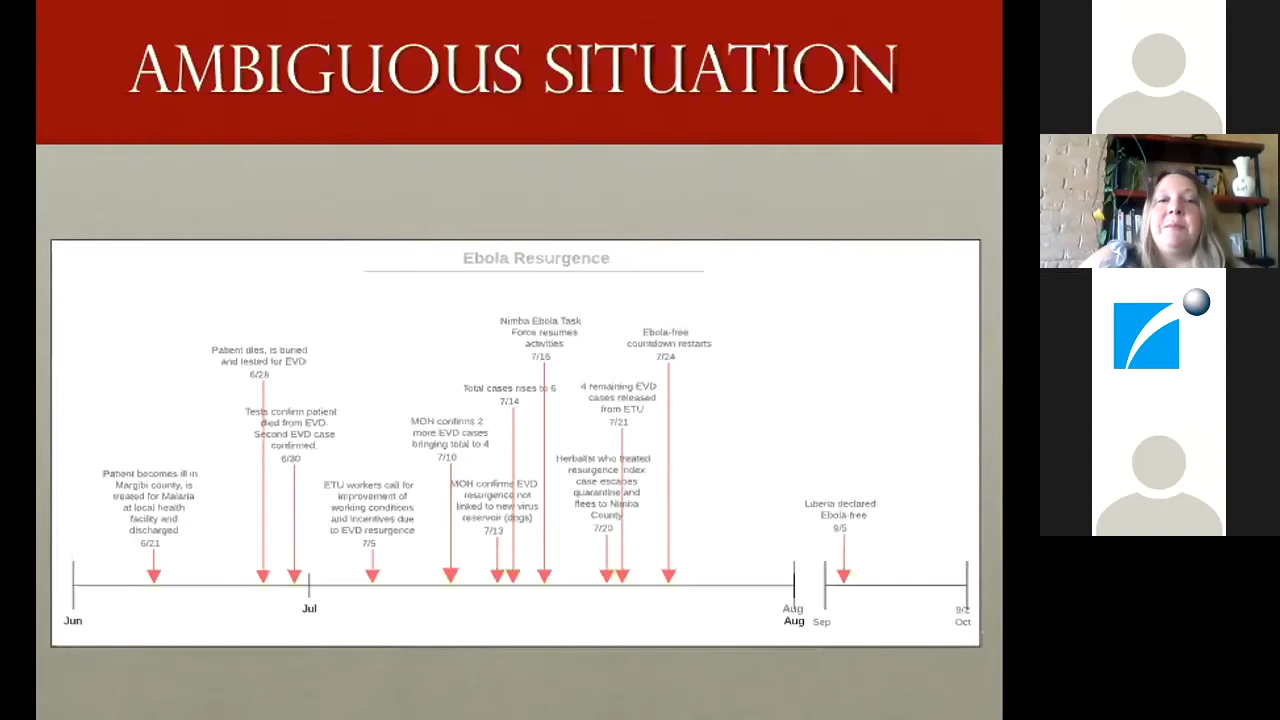 AMBIGUOUS SITUATION
Ebola Resurgence
Patient becomes ill in
Margibi county, is
treated for Malaria
at local health
facility and
discharged
6/21
Patient dies, is buried
and tested for EVD
6/28
Tests confirm patient
died from EVD.
Second EVD case
confirmed.
6/30
ETU workers call for
improvement of
working conditions
and incentives due
to EVD resurgence
7/5
MOH confirms 2
more EVD cases
bringing total to 4
7/10
MOH confirms EVD
resurgence not
linked to new virus
reservoir (dogs)
7/13
Total cases rises to 6
7/14
Nimba Ebola Task
Force resumes
activities
7/16
Herbalist who treated
resurgence index
case escapes
quarantine and
flees to Nimba
County
7/20
4 remaining EVD
cases released
from ETU
7/21
Ebola-free
countdown restarts
7/24
Liberia declared
Ebola-free
9/5
Jun
Jul
Aug
Aug
Sep
Oct